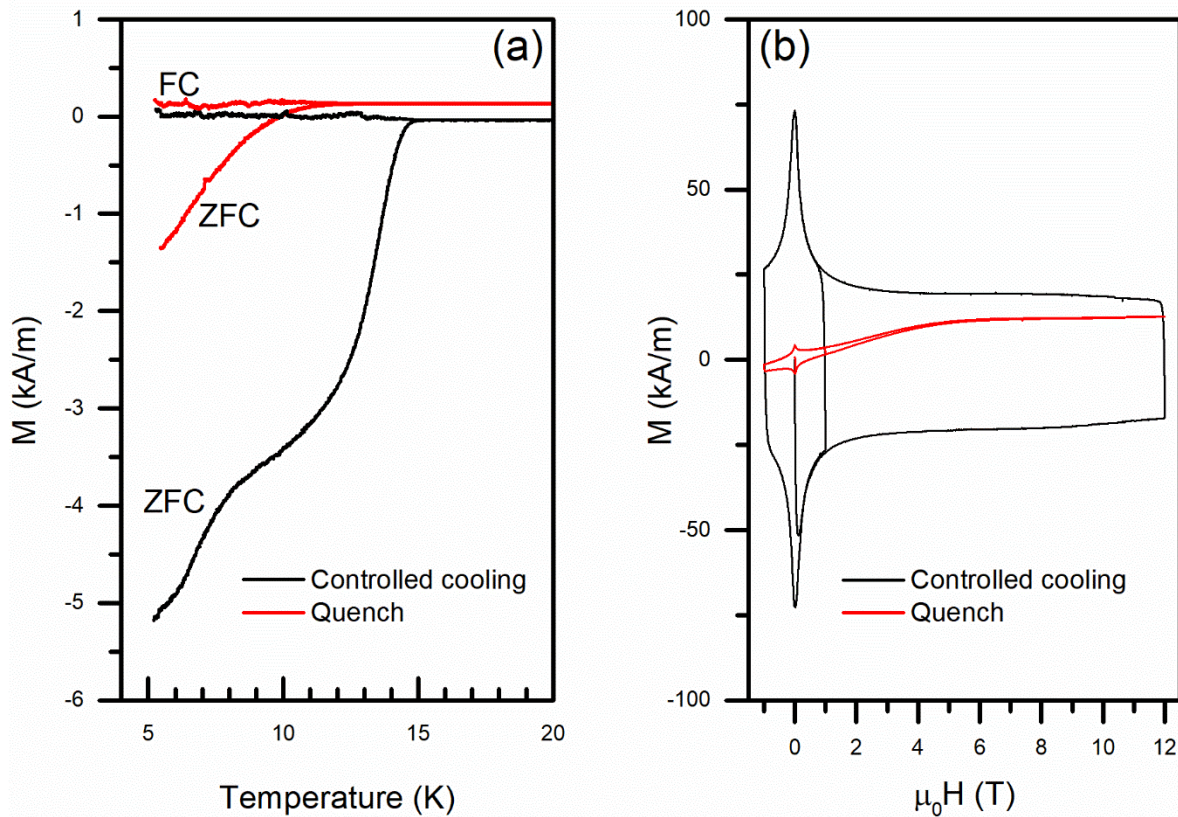 (a)
M (kA/m)
1
0
-1
-2
-3
-4
-5
-6
FC
ZFC
ZFC
Controlled cooling
Quench
5
10
15
20
Temperature (K)
(b)
M (kA/m)
100
50
0
-50
-100
Controlled cooling
Quench
0
2
4
6
8
10
12
μ₀H (T)